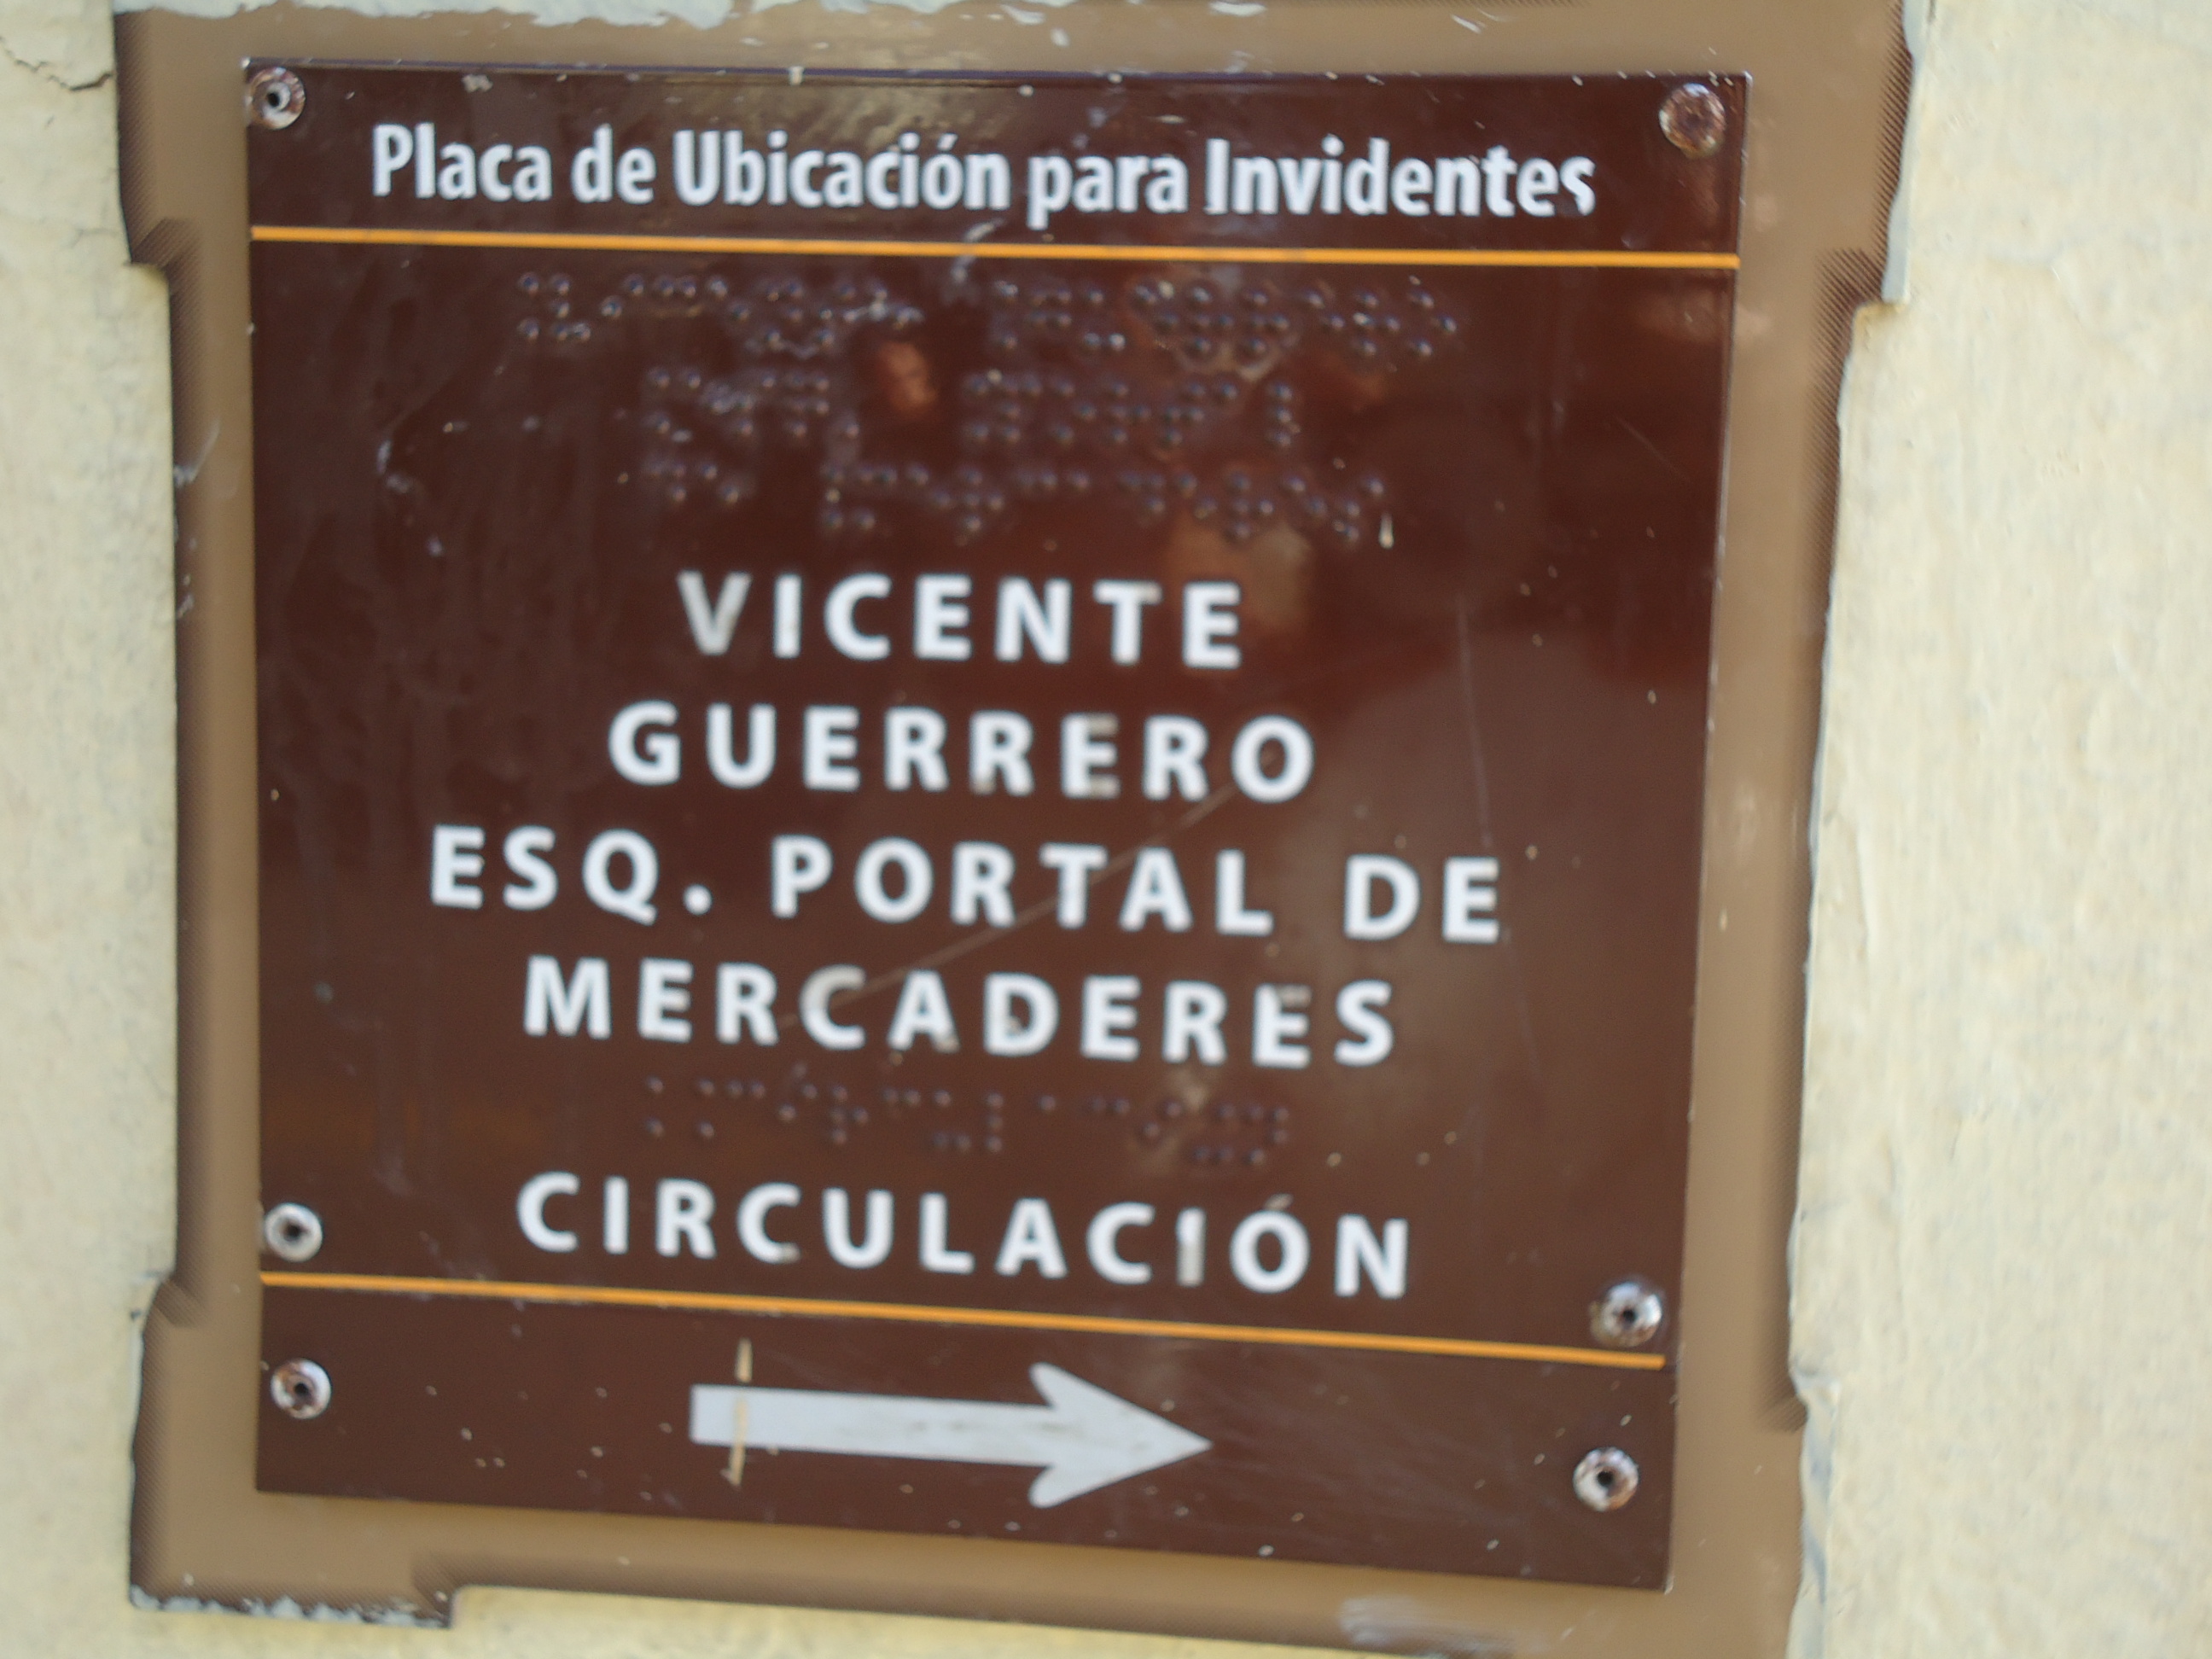 Placa de Ubicación para Invidentes
VICENTE
GUERRERO
ESQ. PORTAL DE
MERCADERES
CIRCULACIÓN